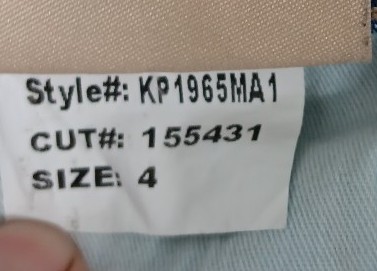 Style#: KP1965MA1
CUT#: 155431
SIZE: 4